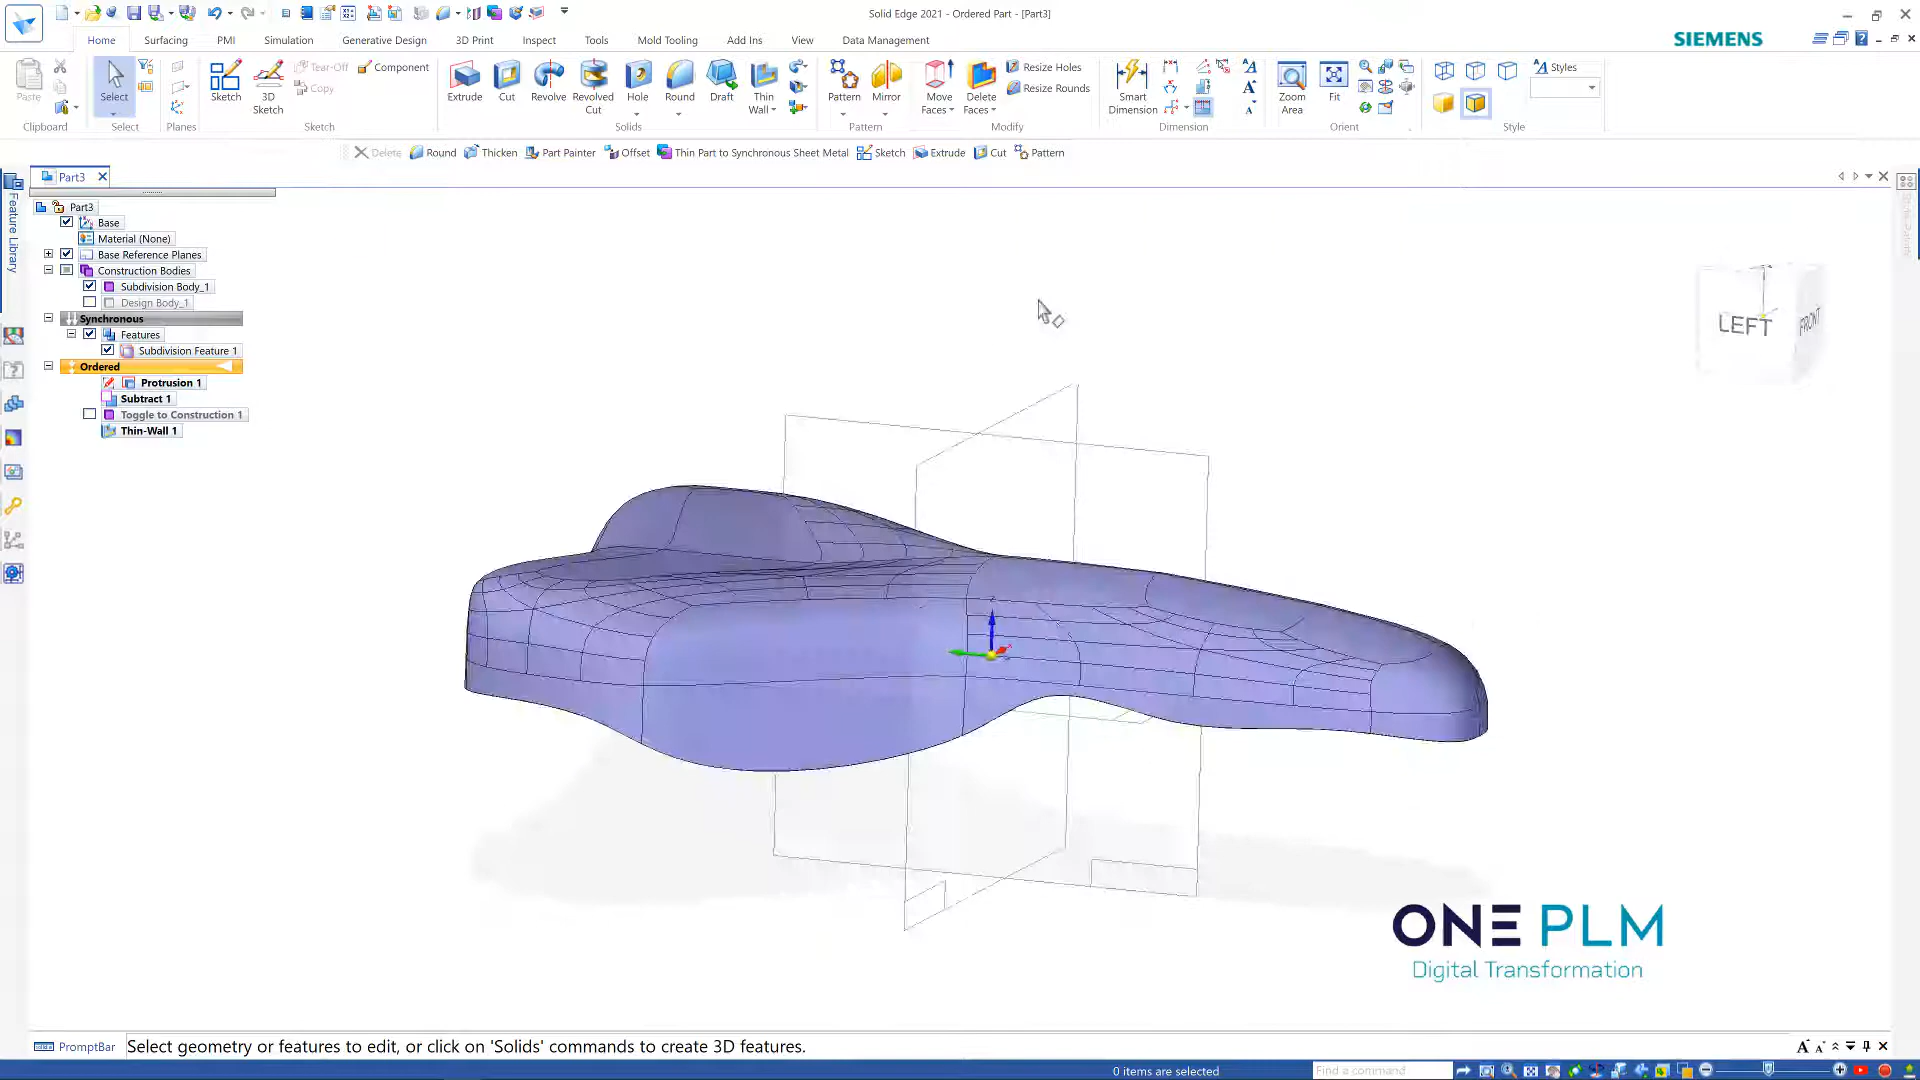 Solid Edge 2021 - Ordered Part - [Part3]
Home
Surfacing
PMI
Simulation
Generative Design
3D Print
Inspect
Tools
Mold Tooling
Add Ins
View
Data Management
SIEMENS
Paste
Clipboard
Select
Select
Planes
Sketch
3D Sketch
Tear-Off
Copy
Component
Sketch
Extrude
Cut
Revolve
Revolved Cut
Hole
Round
Draft
Thin Wall
Solids
Pattern
Mirror
Pattern
Move Faces
Delete Faces
Resize Holes
Resize Rounds
Modify
Smart Dimension
Dimension
Zoom Area
Fit
Orient
Styles
Style
Delete
Round
Thicken
Part Painter
Offset
Thin Part to Synchronous Sheet Metal
Sketch
Extrude
Cut
Pattern
Part3
Feature Library
Part3
Base
Material (None)
Base Reference Planes
Construction Bodies
Subdivision Body_1
Design Body_1
Synchronous
Features
Subdivision Feature 1
Ordered
Protrusion 1
Subtract 1
Toggle to Construction 1
Thin-Wall 1
LEFT
FRONT
ONE PLM
Digital Transformation
PromptBar
Select geometry or features to edit, or click on 'Solids' commands to create 3D features.
0 items are selected
Find a command